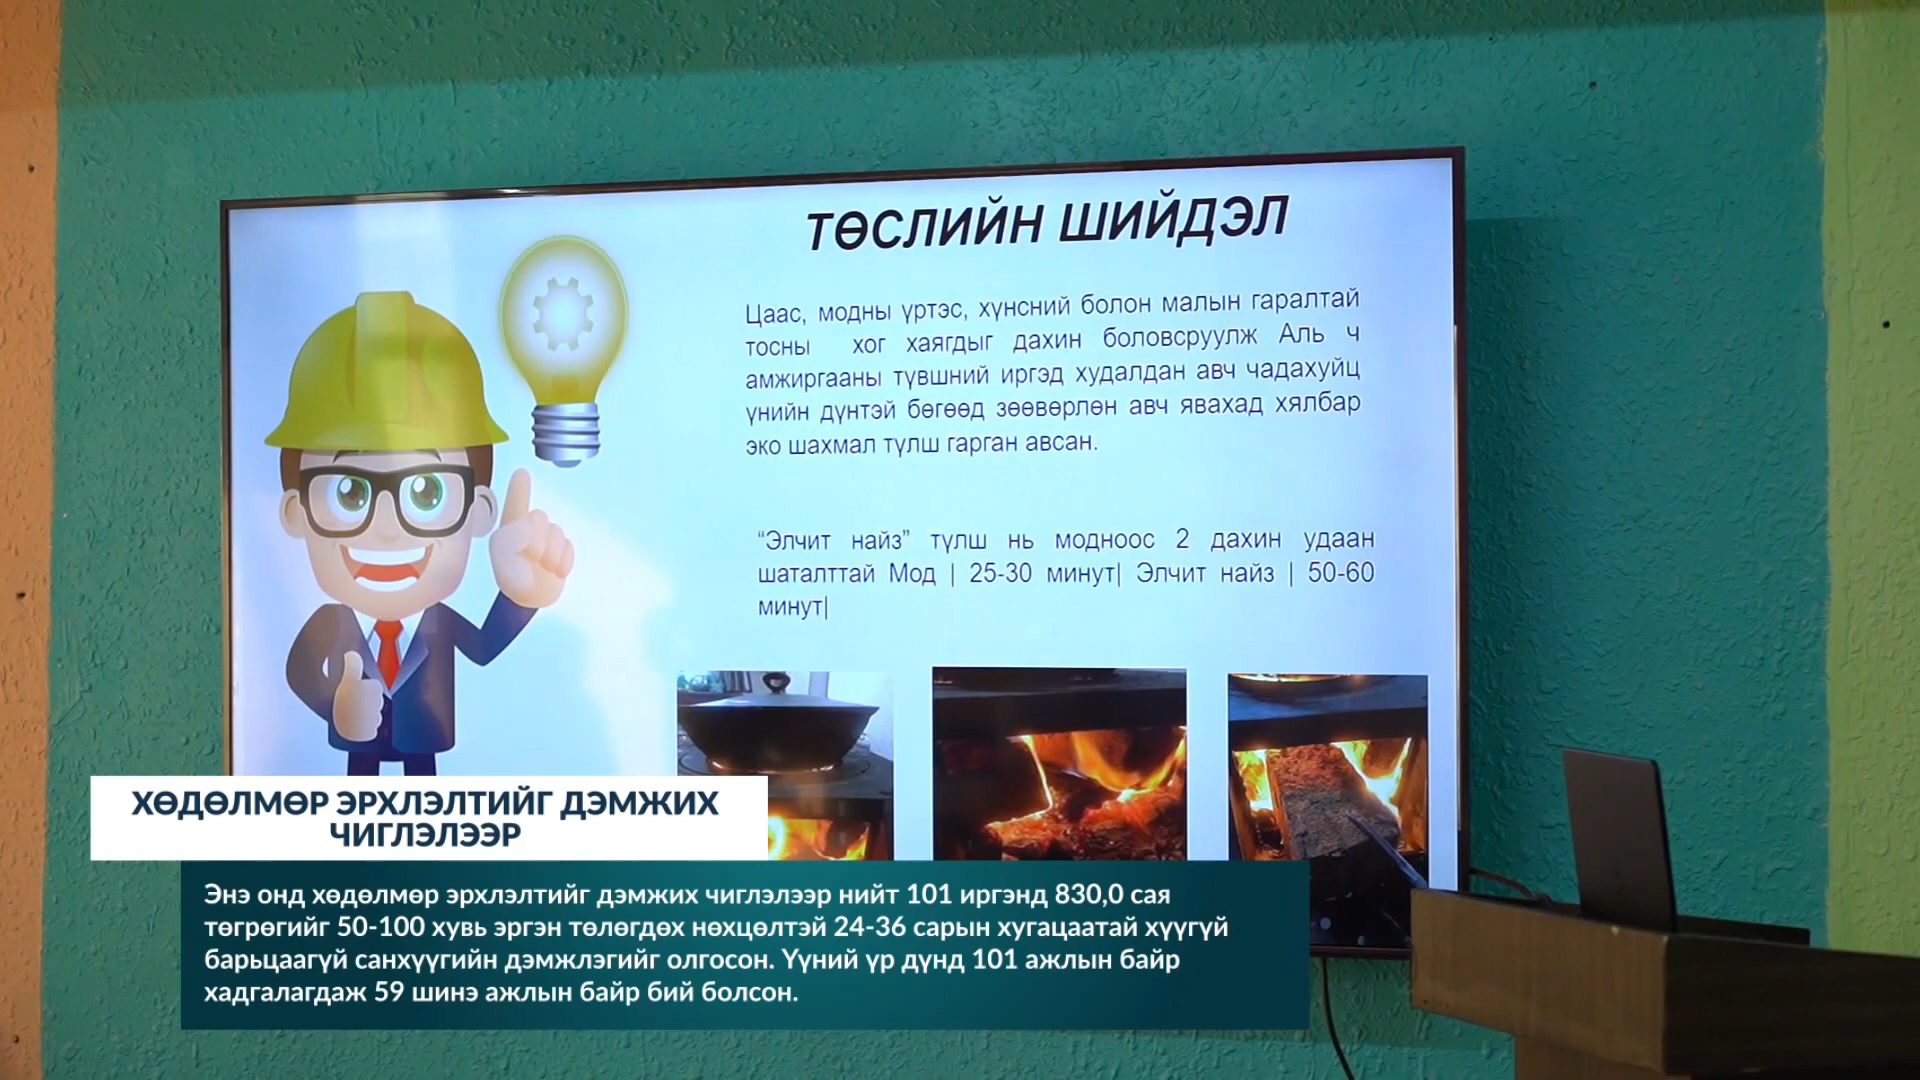 ТӨСЛИЙН ШИЙДЭЛ
Цаас, модны үртэс, хүнсний болон малын гаралтай
тосны хог хаягдыг дахин боловсруулж Аль ч
амжиргааны түвшний иргэд худалдан авч чадахуйц
үнийн дүнтэй бөгөөд зөөвөрлөн авч явахад хялбар
эко шахмал түлш гарган авсан.
“Элчит найз” түлш нь модноос 2 дахин удаан
шаталттай Мод | 25-30 минут| Элчит найз | 50-60
минут|
ХӨДӨЛМӨР ЭРХЛЭЛТИЙГ ДЭМЖИХ
ЧИГЛЭЛЭЭР
Энэ онд хөдөлмөр эрхлэлтийг дэмжих чиглэлээр нийт 101 иргэнд 830,0 сая
төгрөгийг 50-100 хувь эргэн төлөгдөх нөхцөлтэй 24-36 сарын хугацаатай хүүгүй
барьцаагүй санхүүгийн дэмжлэгийг олгосон. Үүний үр дүнд 101 ажлын байр
хадгалагдаж 59 шинэ ажлын байр бий болсон.